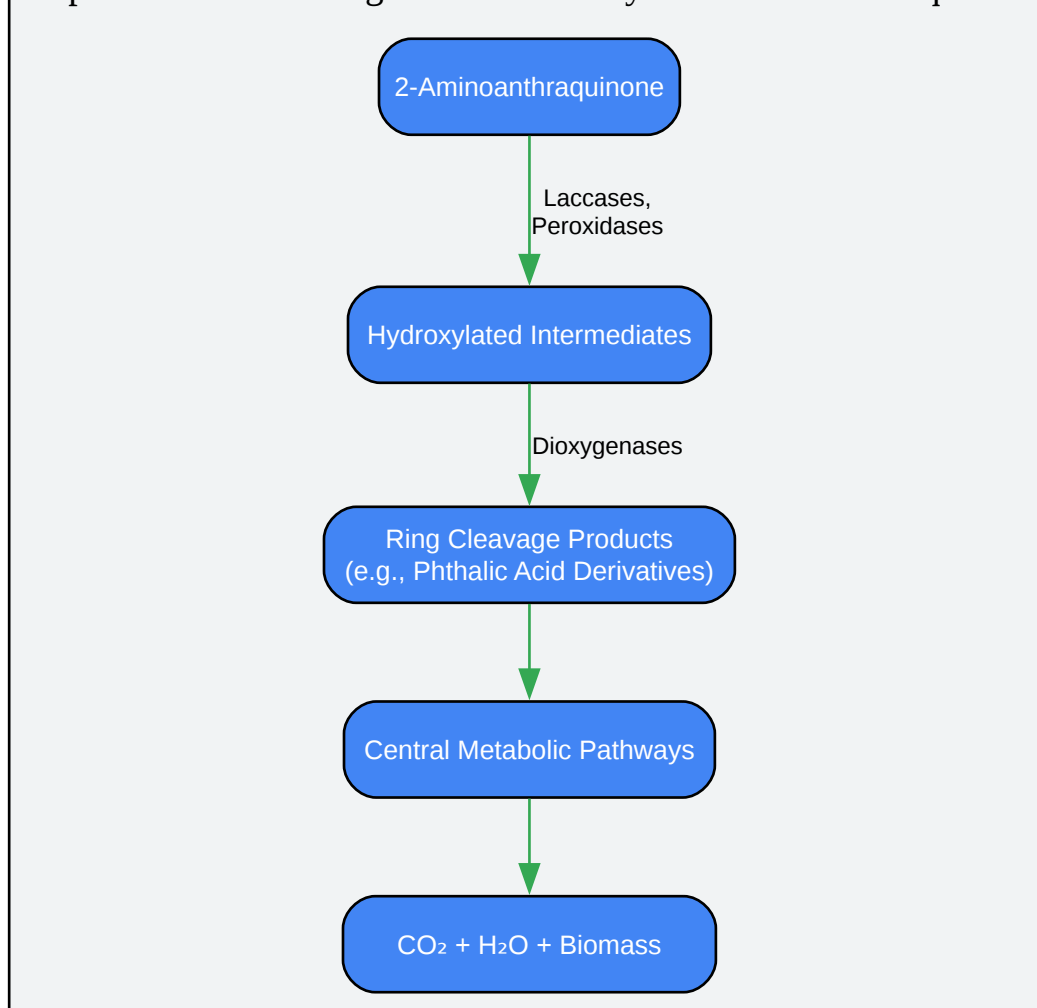 2-Aminoanthraquinone
Laccases,
Peroxidases
Hydroxylated Intermediates
Dioxygenases
Ring Cleavage Products
(e.g., Phthalic Acid Derivatives)
Central Metabolic Pathways
CO₂ + H₂O + Biomass